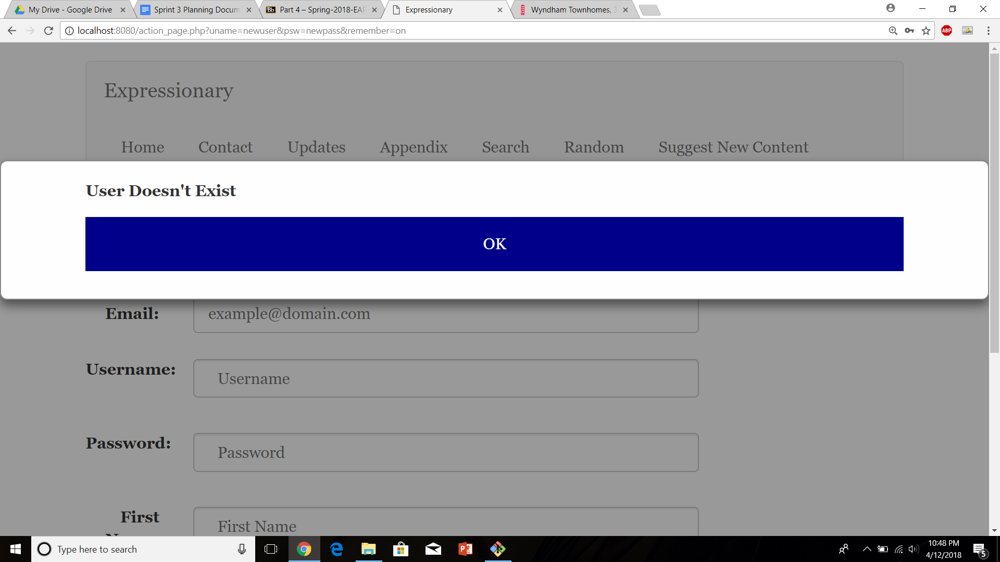 My Drive - Google Drive
Sprint 3 Planning Docum
Part 4 – Spring-2018-EAP
Expressionary
Wyndham Townhomes, 3
localhost:8080/action_page.php?uname=newuser&psw=newpass&remember=on
ABP
Expressionary
Home Contact Updates Appendix Search Random Suggest New Content
User Doesn't Exist
OK
Email: example@domain.com
Username: Username
Password: Password
First First Name
Type here to search
10:48 PM
4/12/2018
5